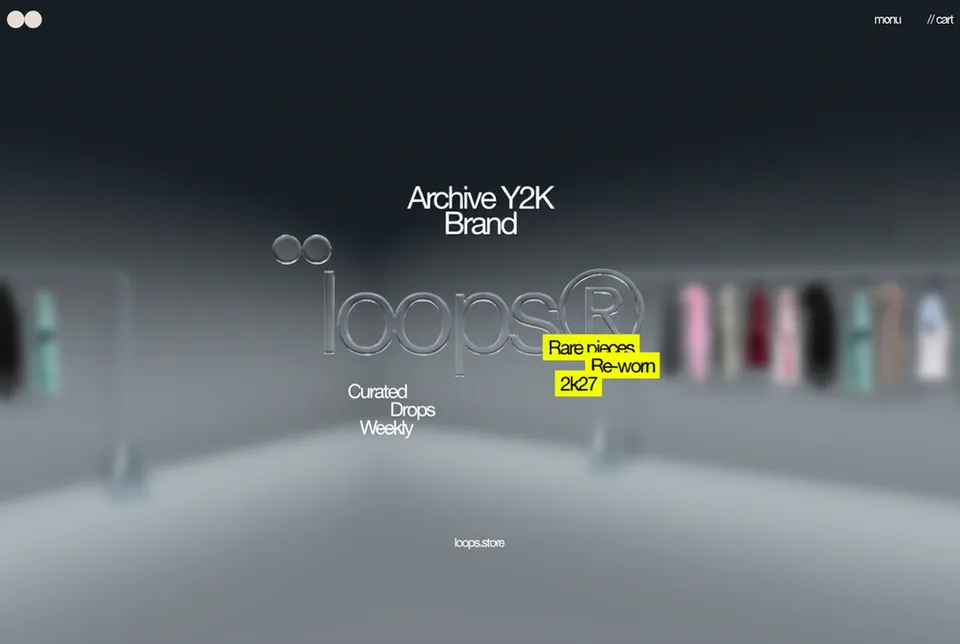 menu
// cart
Archive Y2K
Brand
loops®
Rare pieces
Re-worn
2k27
Curated
Drops
Weekly
loops.store